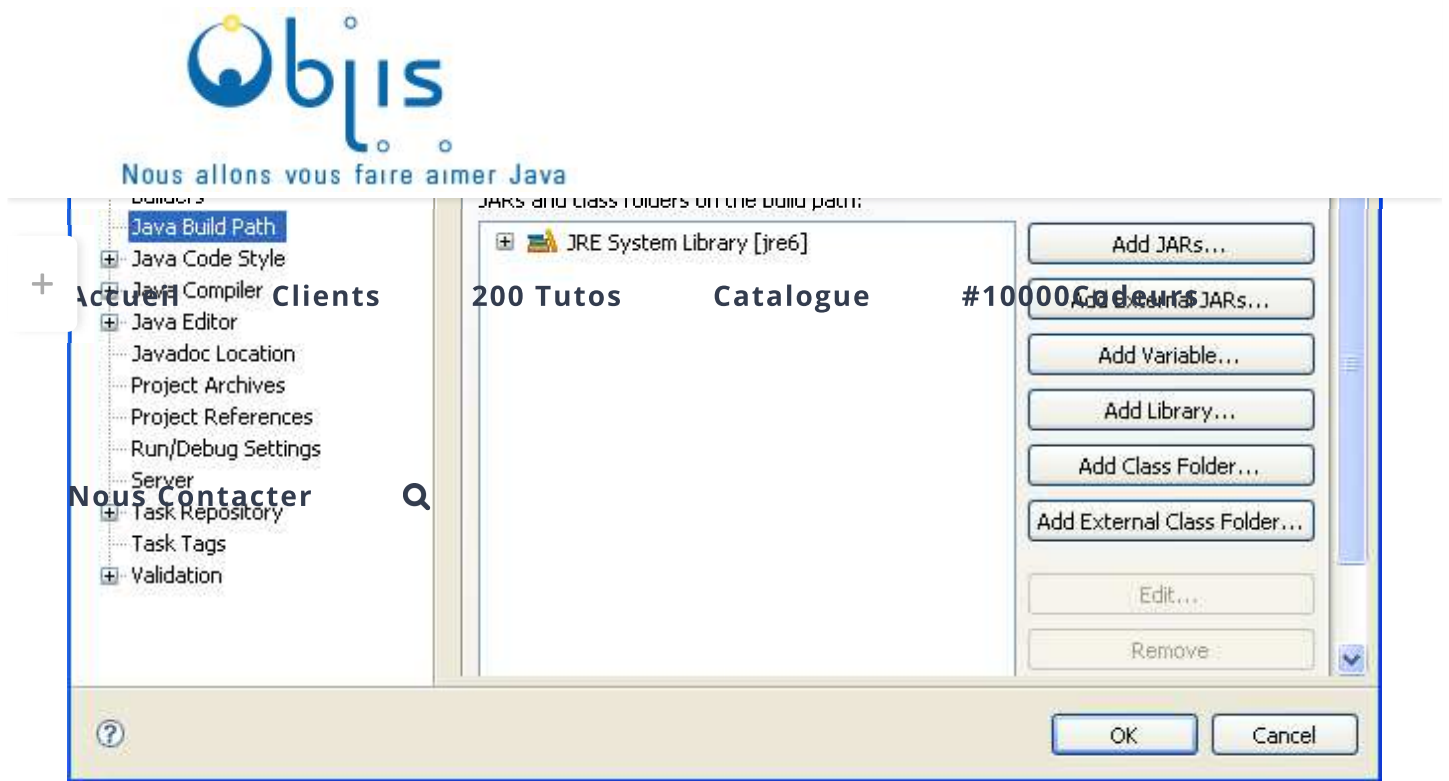 Objis
Nous allons vous faire aimer Java
Builders
Java Build Path
Java Code Style
Java Compiler
Java Editor
Javadoc Location
Project Archives
Project References
Run/Debug Settings
Server
Task Repository
Task Tags
Validation
JARs and class folders on the build path:
JRE System Library [jre6]
Add JARs...
Add External JARs...
Add Variable...
Add Library...
Add Class Folder...
Add External Class Folder...
Edit...
Remove
Accueil
Clients
200 Tutos
Catalogue
#10000Codeurs
Nous Contacter
OK
Cancel